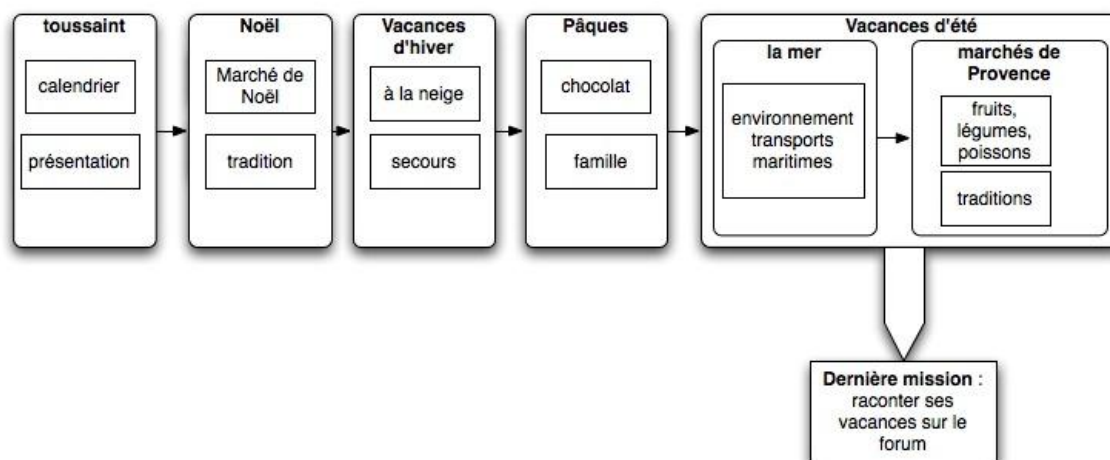 toussaint
calendrier
présentation
Noël
Marché de
Noël
tradition
Vacances
d'hiver
à la neige
secours
Pâques
chocolat
famille
Vacances d'été
la mer
environnement
transports
maritimes
marchés de
Provence
fruits,
légumes,
poissons
traditions
Dernière mission :
raconter ses
vacances sur le
forum